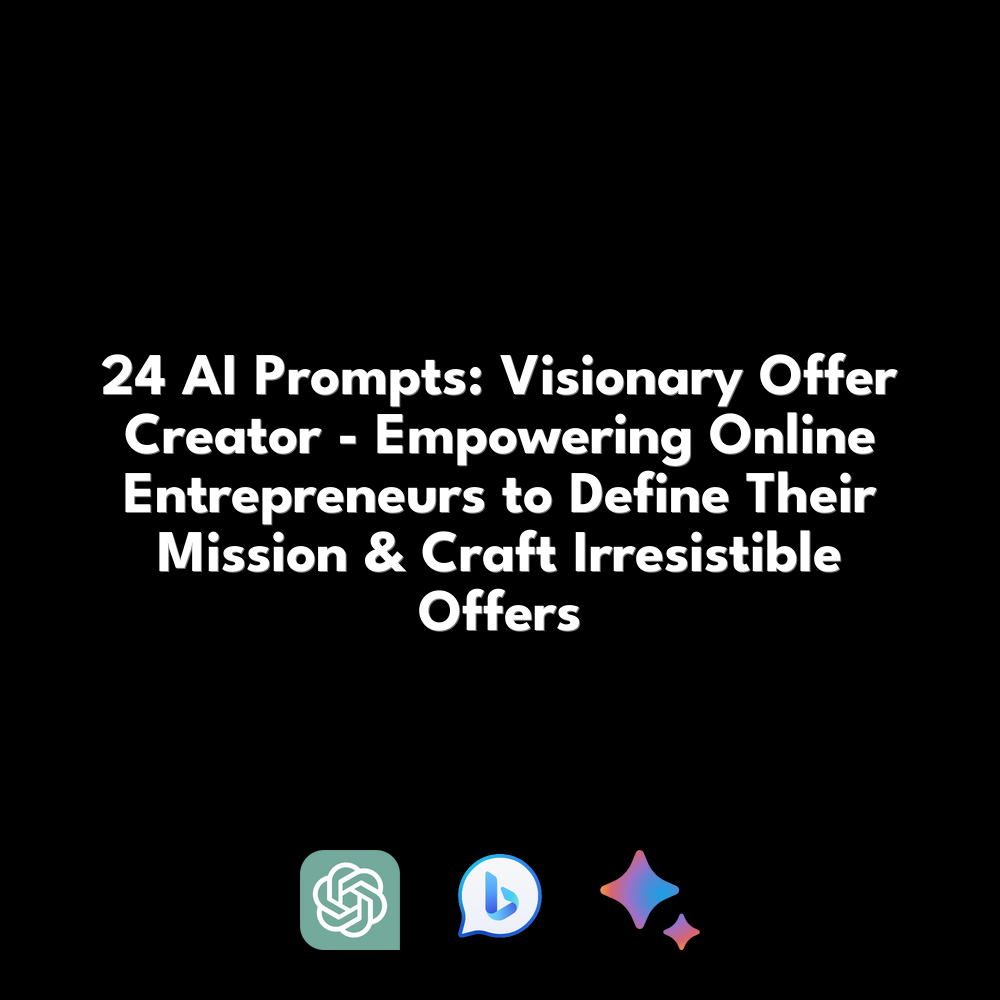 24 AI Prompts: Visionary Offer
Creator - Empowering Online
Entrepreneurs to Define Their
Mission & Craft Irresistible
Offers